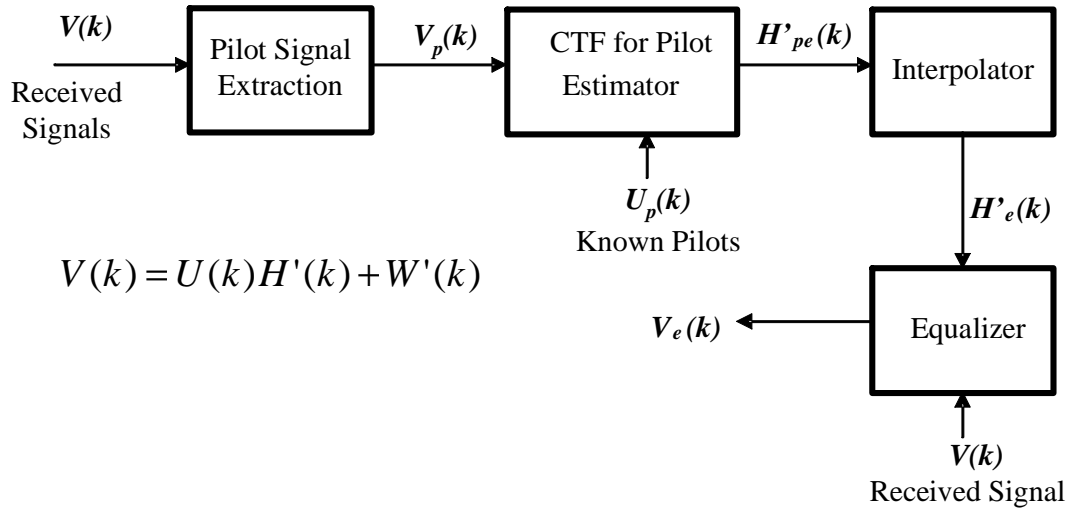 V(k)
Received
Signals
Pilot Signal
Extraction
V_p(k)
CTF for Pilot
Estimator
H'_pe(k)
Interpolator
U_p(k)
Known Pilots
H'_e(k)
V(k) = U(k)H'(k) + W'(k)
V_e(k)
Equalizer
V(k)
Received Signal